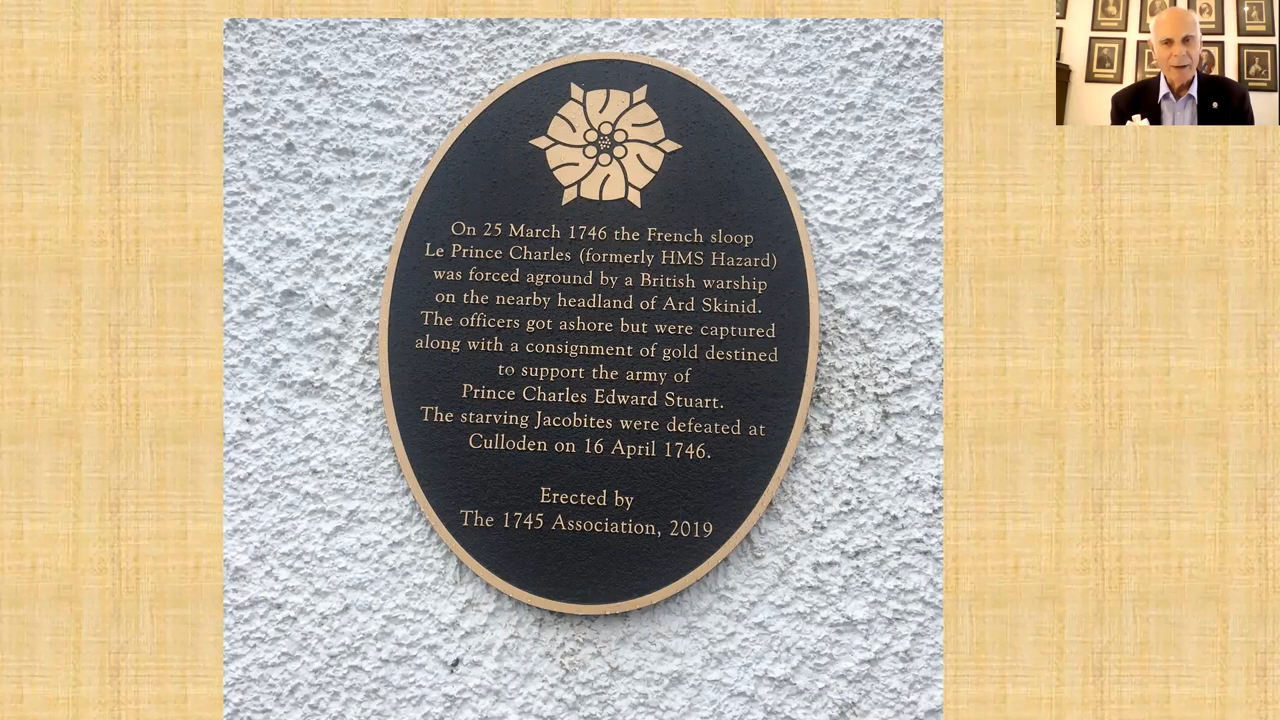 On 25 March 1746 the French sloop
Le Prince Charles (formerly HMS Hazard)
was forced aground by a British warship
on the nearby headland of Ard Skinid.
The officers got ashore but were captured
along with a consignment of gold destined
to support the army of
Prince Charles Edward Stuart.
The starving Jacobites were defeated at
Culloden on 16 April 1746.
Erected by
The 1745 Association, 2019